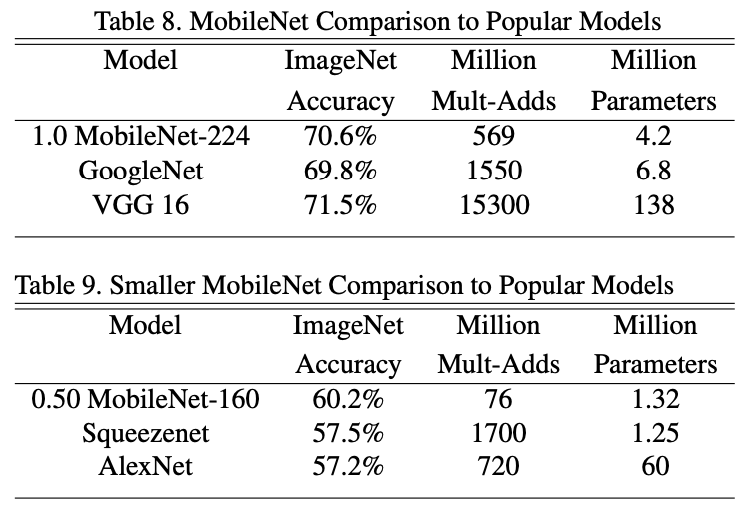 Table 8. MobileNet Comparison to Popular Models
Model ImageNet Million Million
Accuracy Mult-Adds Parameters
1.0 MobileNet-224 70.6% 569 4.2
GoogleNet 69.8% 1550 6.8
VGG 16 71.5% 15300 138
Table 9. Smaller MobileNet Comparison to Popular Models
Model ImageNet Million Million
Accuracy Mult-Adds Parameters
0.50 MobileNet-160 60.2% 76 1.32
Squeezenet 57.5% 1700 1.25
AlexNet 57.2% 720 60